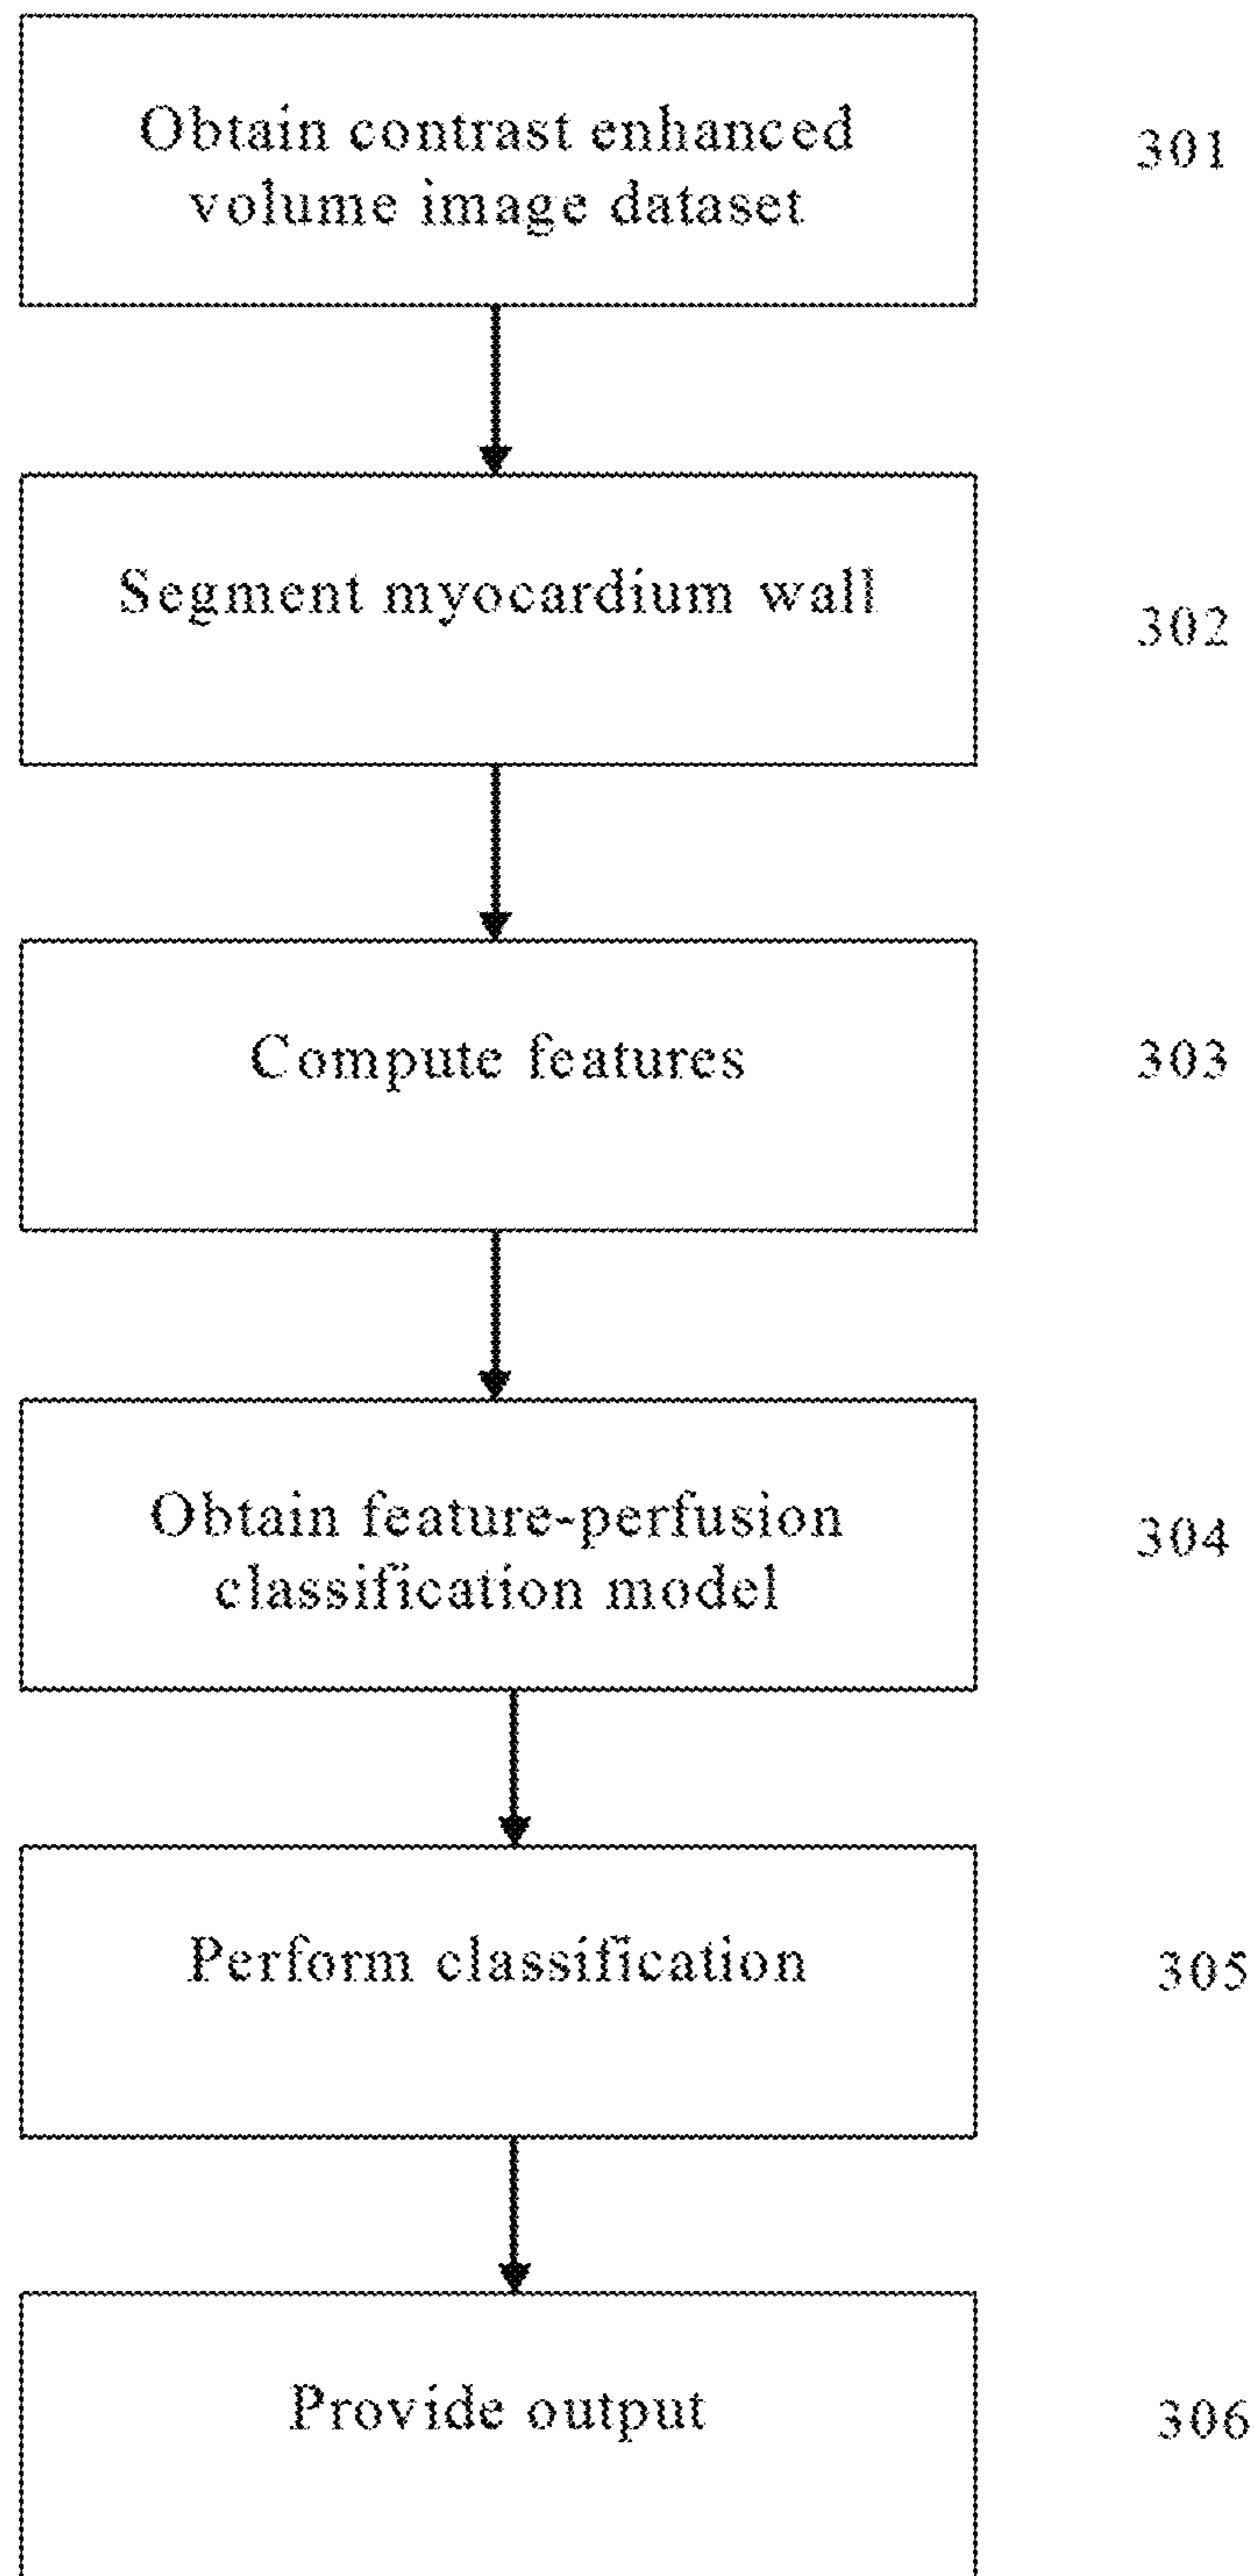 Obtain contrast enhanced
volume image dataset
301
Segment myocardium wall
302
Compute features
303
Obtain feature-perfusion
classification model
304
Perform classification
305
Provide output
306